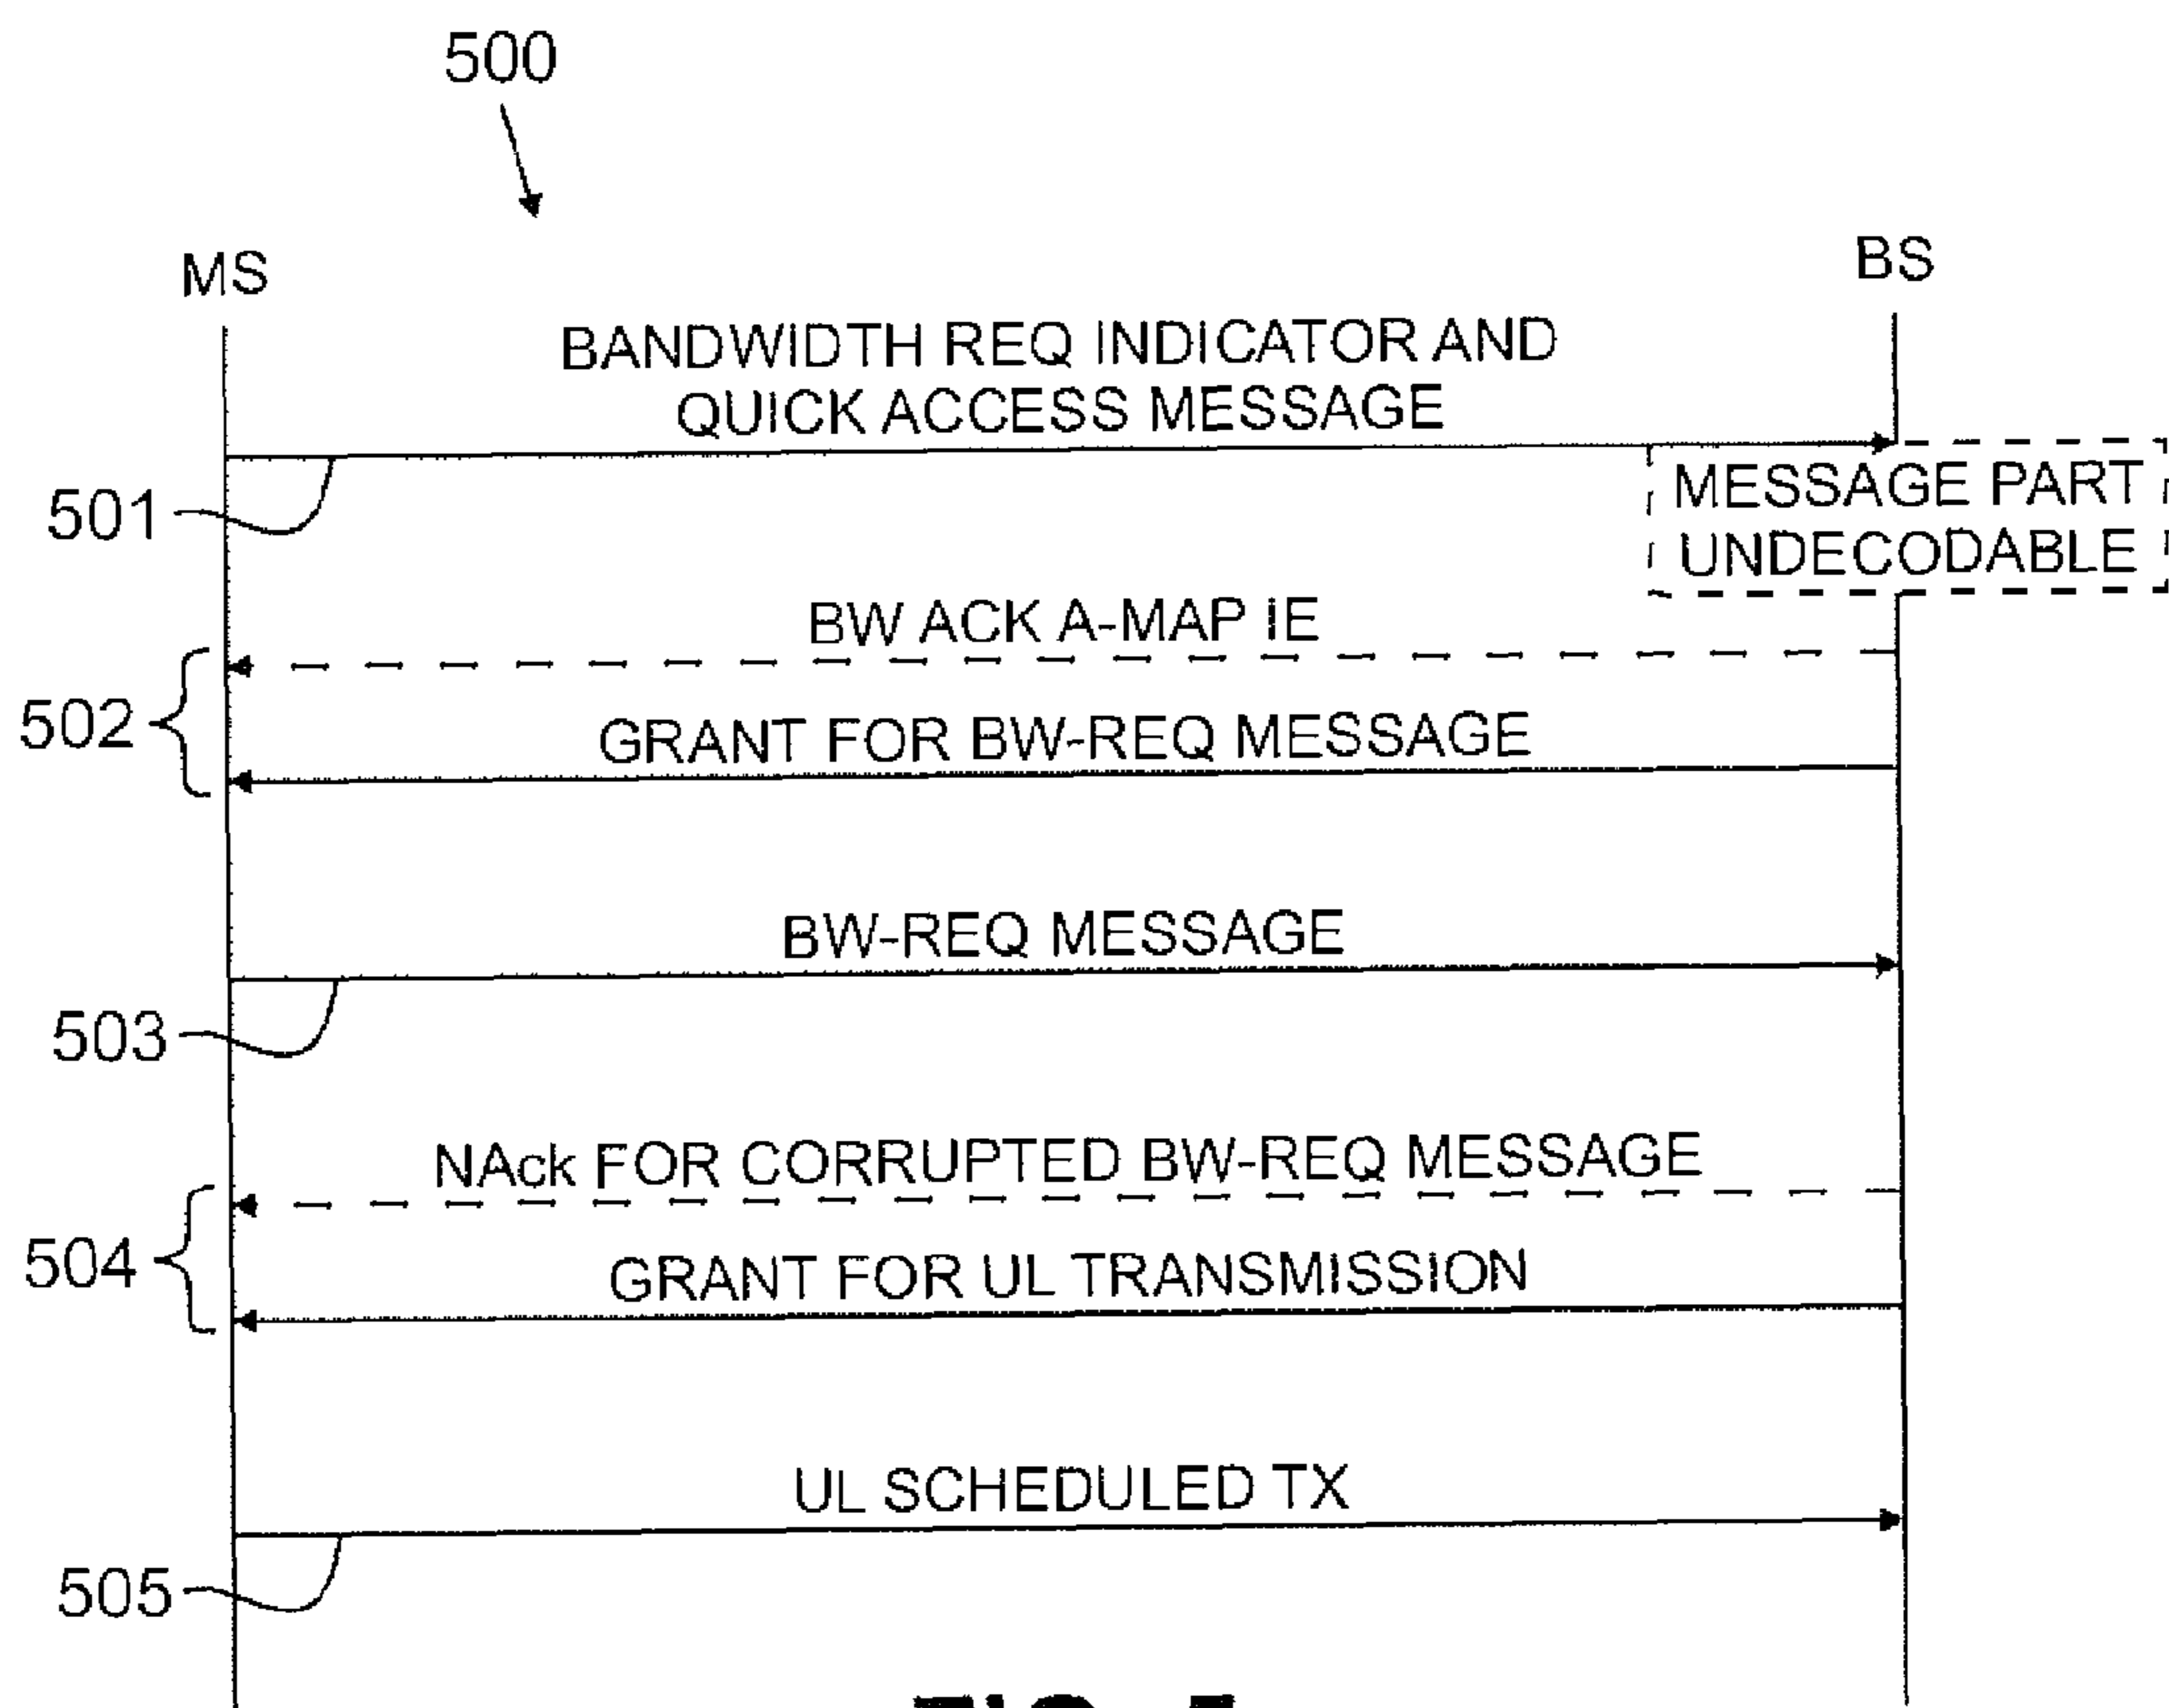 500
MS
BS
BANDWIDTH REQ INDICATOR AND
QUICK ACCESS MESSAGE
501
MESSAGE PART
UNDECODABLE
BW ACK A-MAP IE
502
GRANT FOR BW-REQ MESSAGE
BW-REQ MESSAGE
503
NAck FOR CORRUPTED BW-REQ MESSAGE
504
GRANT FOR UL TRANSMISSION
UL SCHEDULED TX
505